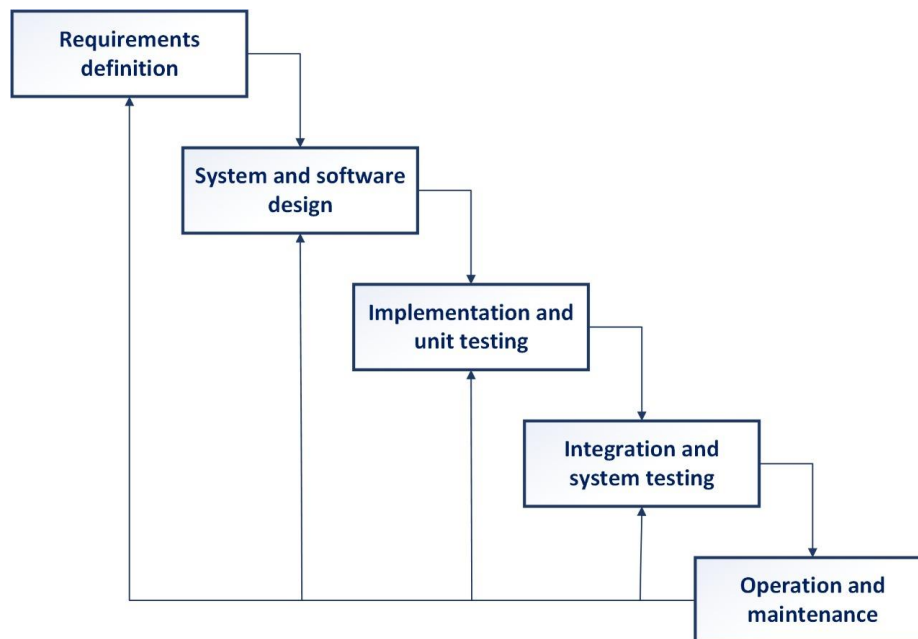 Requirements
definition
System and software
design
Implementation and
unit testing
Integration and
system testing
Operation and
maintenance